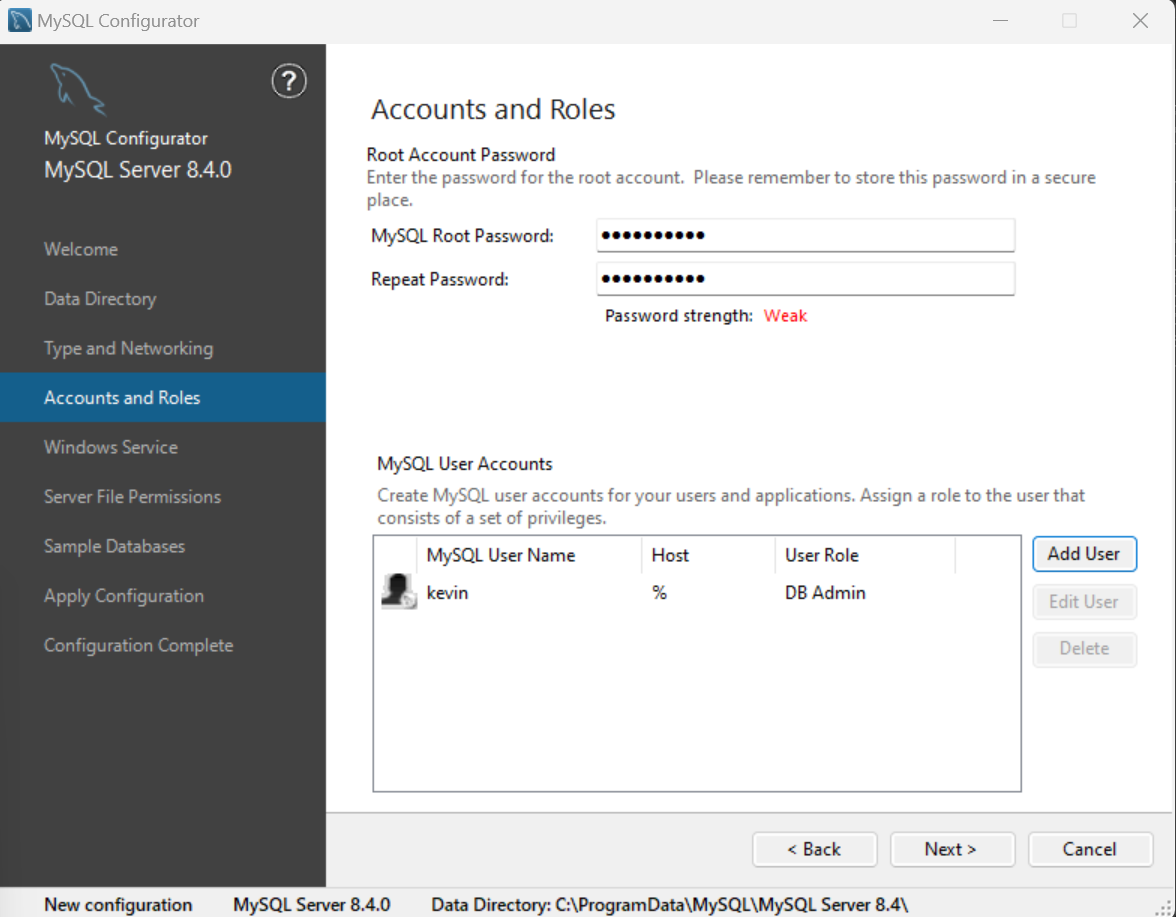 MySQL Configurator
?
MySQL Configurator
MySQL Server 8.4.0
Welcome
Data Directory
Type and Networking
Accounts and Roles
Windows Service
Server File Permissions
Sample Databases
Apply Configuration
Configuration Complete
Accounts and Roles
Root Account Password
Enter the password for the root account.  Please remember to store this password in a secure
place.
MySQL Root Password: ●●●●●●●●●●
Repeat Password: ●●●●●●●●●●
Password strength: Weak
MySQL User Accounts
Create MySQL user accounts for your users and applications. Assign a role to the user that
consists of a set of privileges.
MySQL User Name Host User Role
kevin % DB Admin
Add User
Edit User
Delete
< Back Next > Cancel
New configuration MySQL Server 8.4.0 Data Directory: C:\ProgramData\MySQL\MySQL Server 8.4\